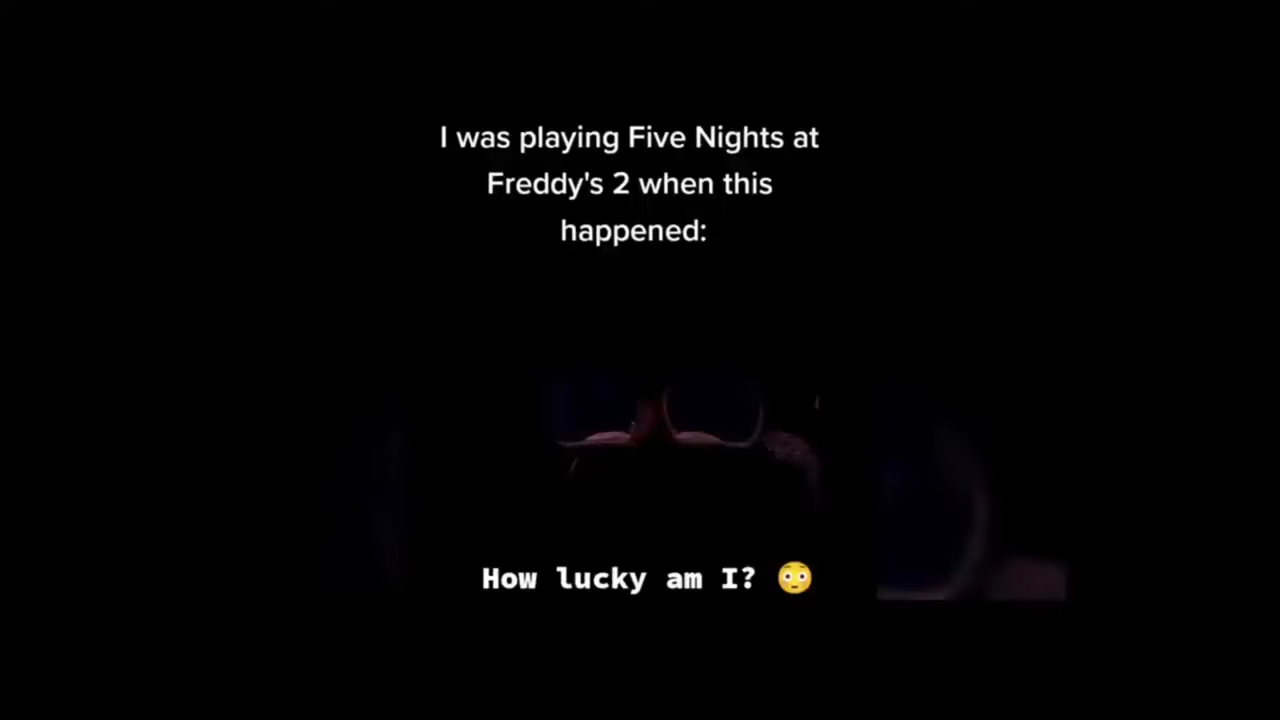 I was playing Five Nights at
Freddy's 2 when this
happened:
How lucky am I? 😳